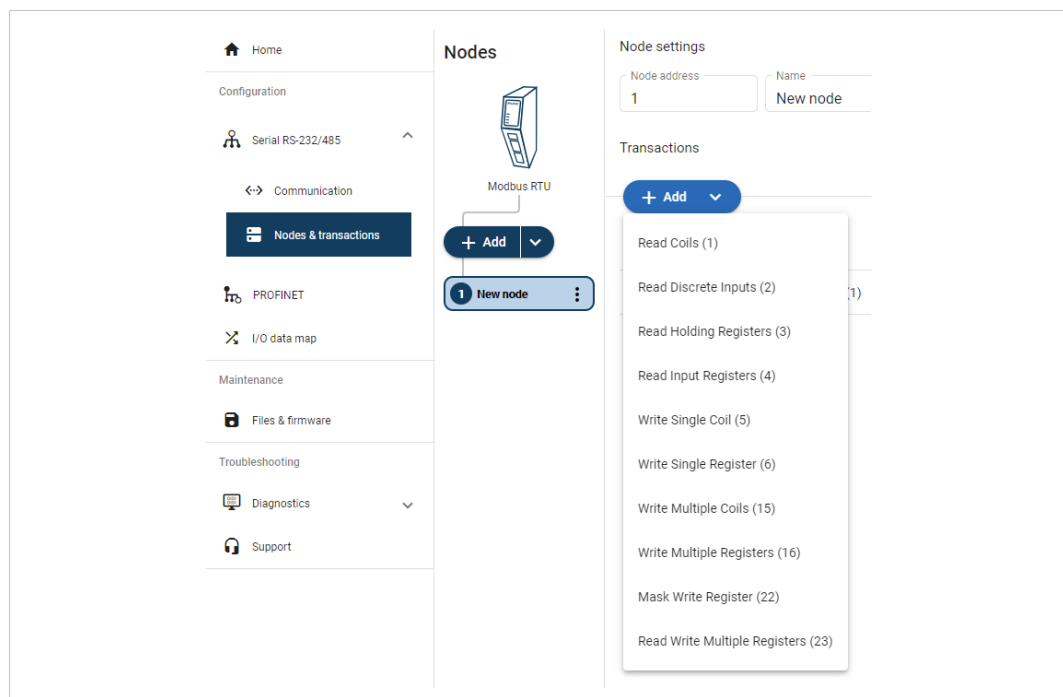 Home
Configuration
Serial RS-232/485
Communication
Nodes & transactions
PROFINET
I/O data map
Maintenance
Files & firmware
Troubleshooting
Diagnostics
Support
Nodes
Modbus RTU
+ Add
1 New node
Node settings
Node address
1
Name
New node
Transactions
+ Add
Read Coils (1)
Read Discrete Inputs (2)
(1)
Read Holding Registers (3)
Read Input Registers (4)
Write Single Coil (5)
Write Single Register (6)
Write Multiple Coils (15)
Write Multiple Registers (16)
Mask Write Register (22)
Read Write Multiple Registers (23)